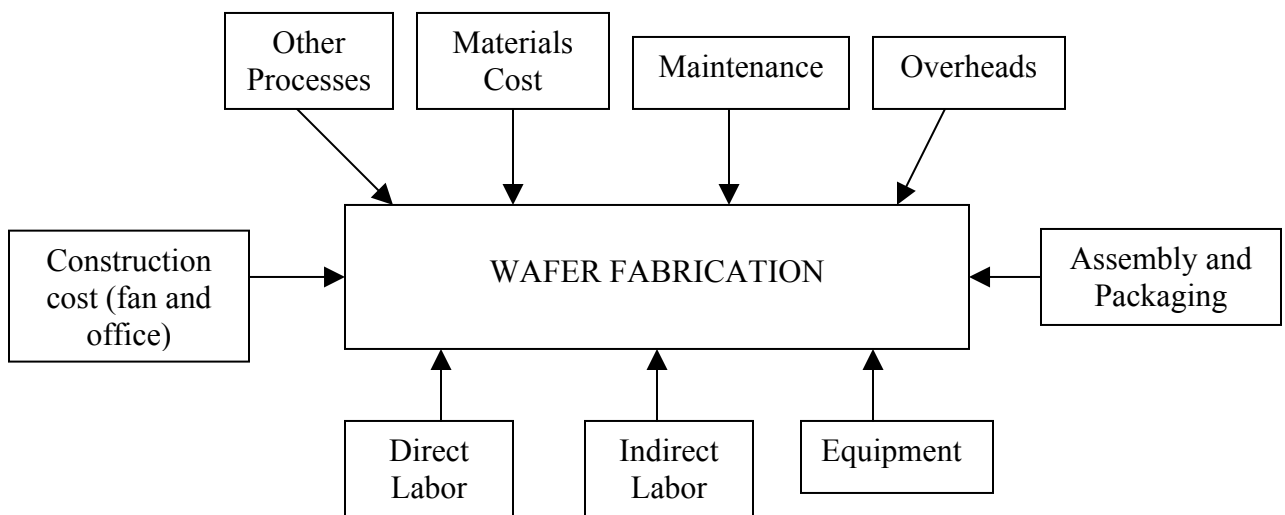 Other
Processes
Materials
Cost
Maintenance
Overheads
Construction
cost (fan and
office)
WAFER FABRICATION
Assembly and
Packaging
Direct
Labor
Indirect
Labor
Equipment